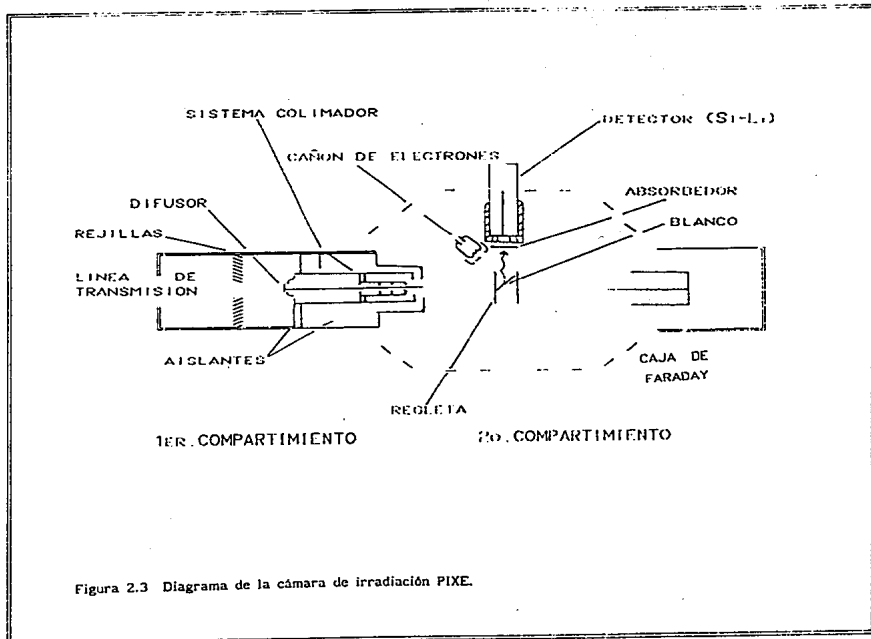 SISTEMA COLIMADOR
DETECTOR (Si-Li)
CAÑON DE ELECTRONES
ABSORBEDOR
DIFUSOR
BLANCO
REJILLAS
LINEA DE
TRANSMISION
AISLANTES
CAJA DE
FARADAY
REGLETA
1ER. COMPARTIMIENTO
2o. COMPARTIMIENTO
Figura 2.3 Diagrama de la cámara de irradiación PIXE.